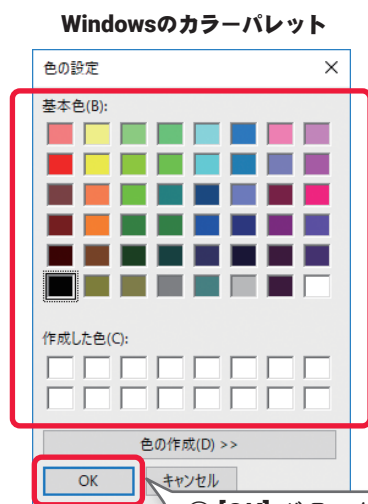 Windowsのカラーパレット
色の設定
基本色(B):
作成した色(C):
色の作成(D) >>
OK キャンセル